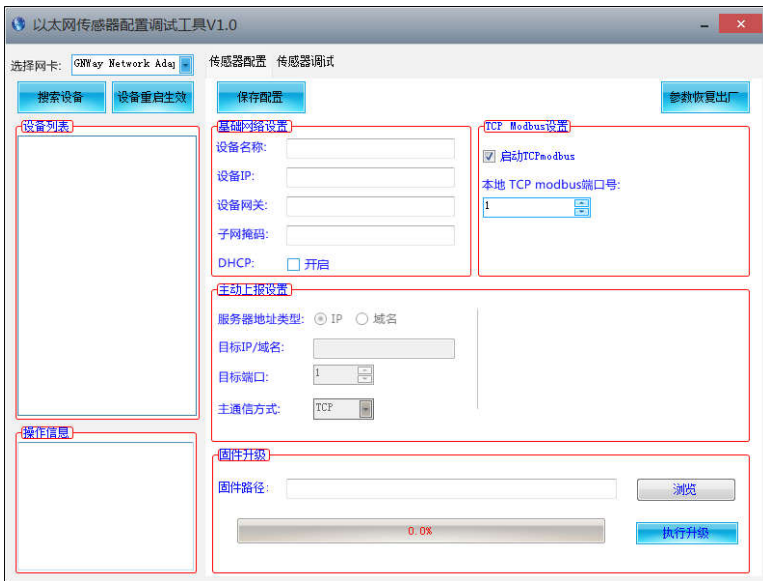 以太网传感器配置调试工具V1.0
选择网卡: GNWay Network Adap
传感器配置 传感器调试
搜索设备 设备重启生效 保存配置 参数恢复出厂
设备列表
基础网络设置
设备名称:
设备IP:
设备网关:
子网掩码:
DHCP: 开启
TCP Modbus设置
启动TCPmodbus
本地 TCP modbus端口号:
1
主动上报设置
服务器地址类型: IP 域名
目标IP/域名:
目标端口: 1
主通信方式: TCP
操作信息
固件升级
固件路径: 浏览
0.0% 执行升级